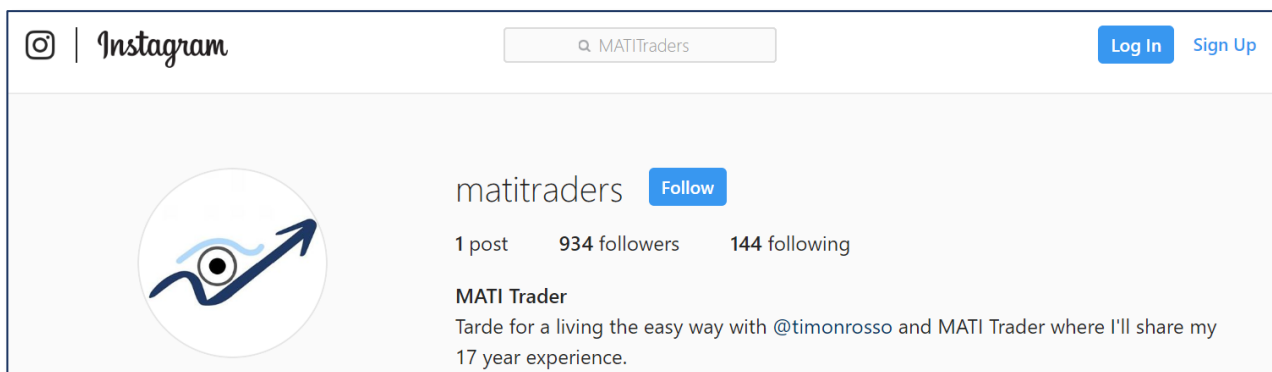 Instagram
MATITraders
Log In
Sign Up
matitraders
Follow
1 post 934 followers 144 following
MATI Trader
Tarde for a living the easy way with @timonrosso and MATI Trader where I'll share my
17 year experience.